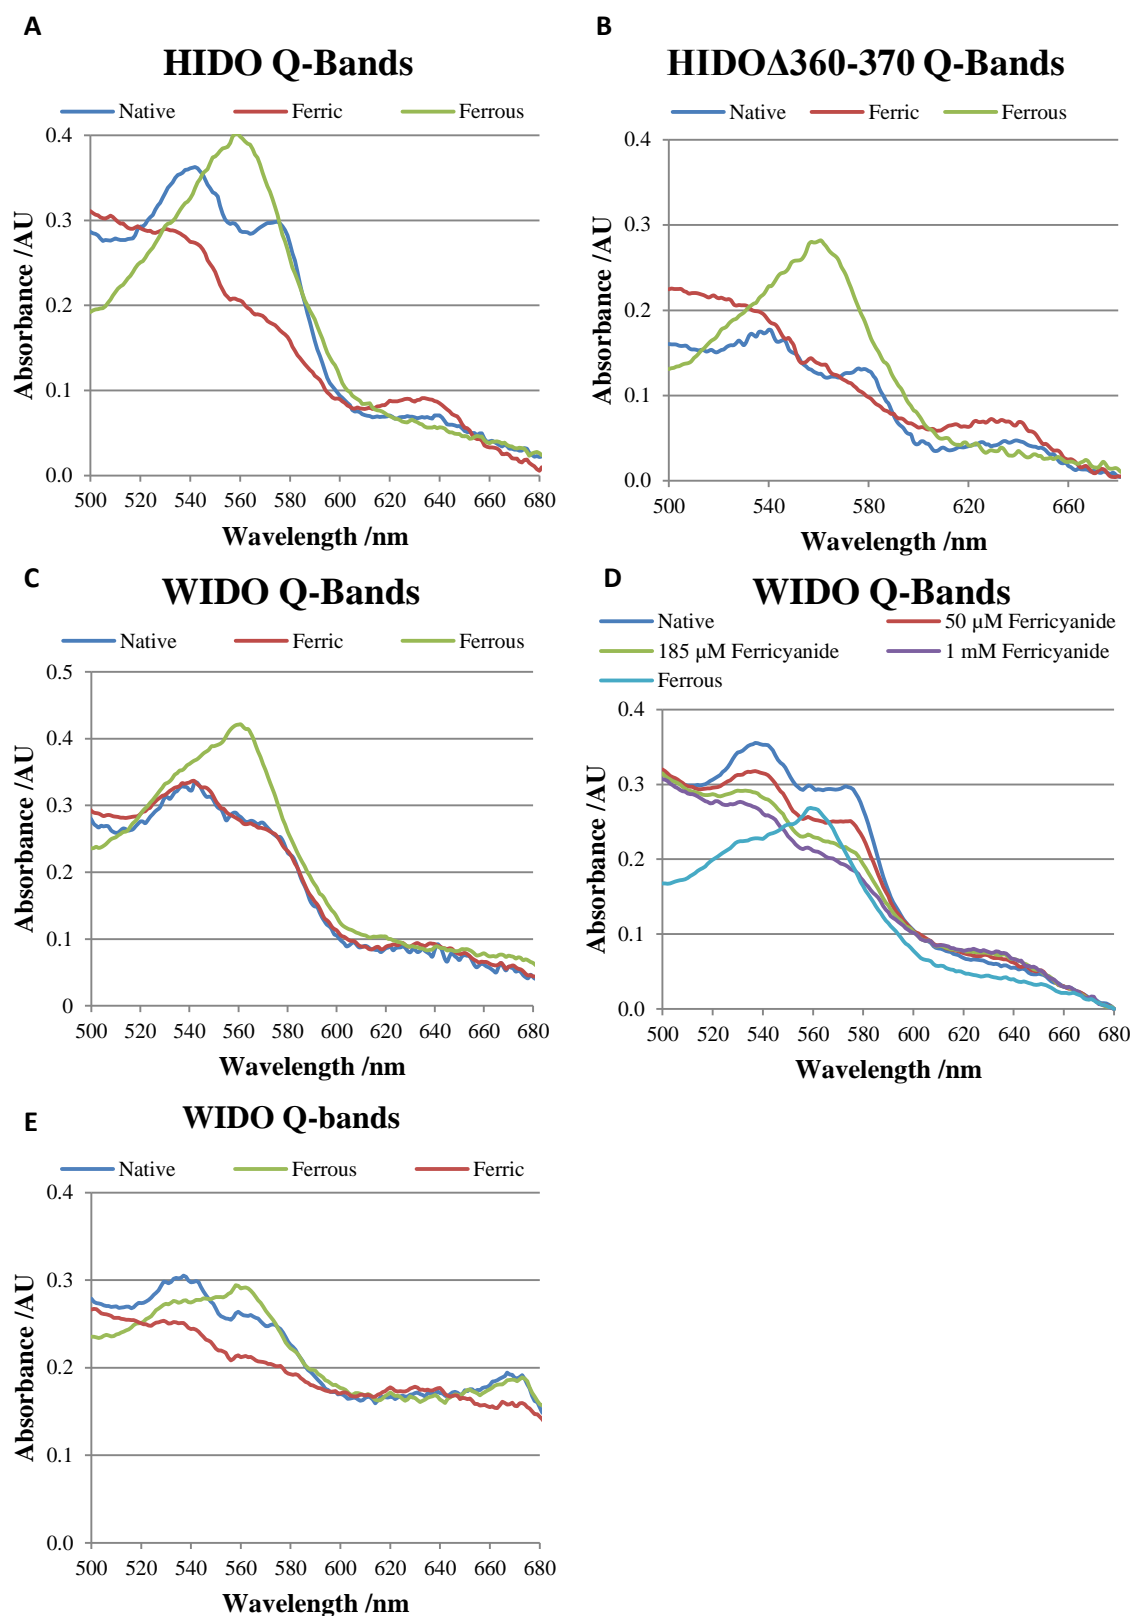 A
HIDO Q-Bands
Native Ferric Ferrous
0.4
0.3
0.2
0.1
0.0
500 520 540 560 580 600 620 640 660 680
Absorbance /AU
Wavelength /nm
B
HIDOΔ360-370 Q-Bands
Native Ferric Ferrous
0.4
0.3
0.2
0.1
0.0
500 540 580 620 660
Absorbance /AU
Wavelength /nm
C
WIDO Q-Bands
Native Ferric Ferrous
0.5
0.4
0.3
0.2
0.1
0
500 520 540 560 580 600 620 640 660 680
Absorbance /AU
Wavelength /nm
D
WIDO Q-Bands
Native 50 µM Ferricyanide
185 µM Ferricyanide 1 mM Ferricyanide
Ferrous
0.4
0.3
0.2
0.1
0.0
500 520 540 560 580 600 620 640 660 680
Absorbance /AU
Wavelength /nm
E
WIDO Q-bands
Native Ferrous Ferric
0.4
0.3
0.2
0.1
0.0
500 520 540 560 580 600 620 640 660 680
Absorbance /AU
Wavelength /nm